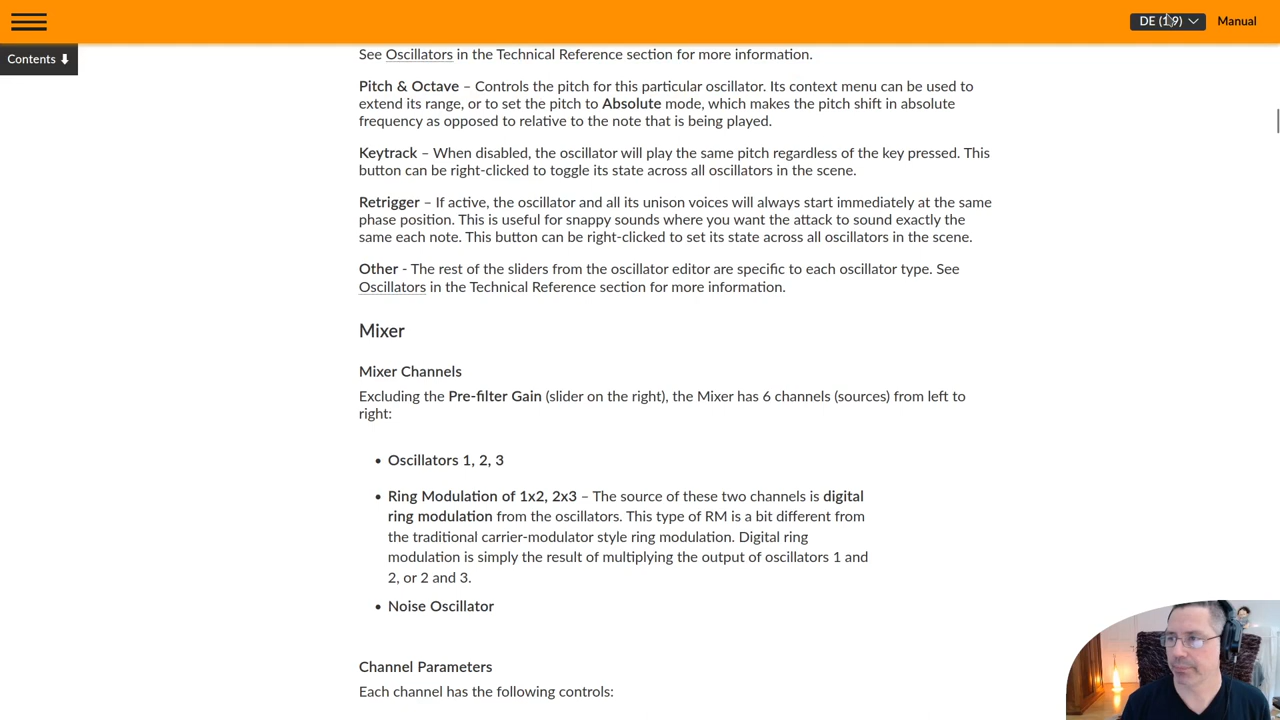 DE (1.9)
Manual
Contents
See Oscillators in the Technical Reference section for more information.
Pitch & Octave – Controls the pitch for this particular oscillator. Its context menu can be used to
extend its range, or to set the pitch to Absolute mode, which makes the pitch shift in absolute
frequency as opposed to relative to the note that is being played.
Keytrack – When disabled, the oscillator will play the same pitch regardless of the key pressed. This
button can be right-clicked to toggle its state across all oscillators in the scene.
Retrigger – If active, the oscillator and all its unison voices will always start immediately at the same
phase position. This is useful for snappy sounds where you want the attack to sound exactly the
same each note. This button can be right-clicked to set its state across all oscillators in the scene.
Other - The rest of the sliders from the oscillator editor are specific to each oscillator type. See
Oscillators in the Technical Reference section for more information.
Mixer
Mixer Channels
Excluding the Pre-filter Gain (slider on the right), the Mixer has 6 channels (sources) from left to
right:
• Oscillators 1, 2, 3
• Ring Modulation of 1x2, 2x3 – The source of these two channels is digital
ring modulation from the oscillators. This type of RM is a bit different from
the traditional carrier-modulator style ring modulation. Digital ring
modulation is simply the result of multiplying the output of oscillators 1 and
2, or 2 and 3.
• Noise Oscillator
Channel Parameters
Each channel has the following controls: